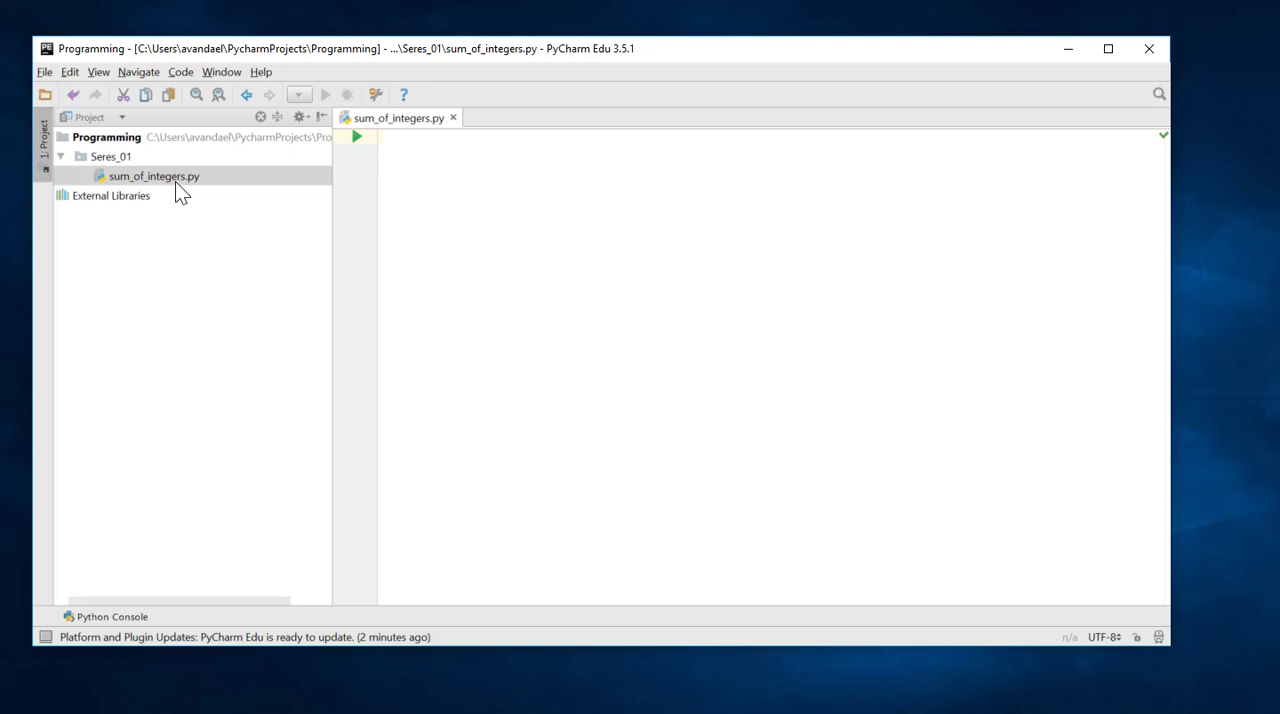 Programming - [C:\Users\avandael\PycharmProjects\Programming] - ...\Seres_01\sum_of_integers.py - PyCharm Edu 3.5.1
File Edit View Navigate Code Window Help
1: Project
Project
sum_of_integers.py
Programming C:\Users\avandael\PycharmProjects\Pro
Seres_01
sum_of_integers.py
External Libraries
Python Console
Platform and Plugin Updates: PyCharm Edu is ready to update. (2 minutes ago)
n/a UTF-8